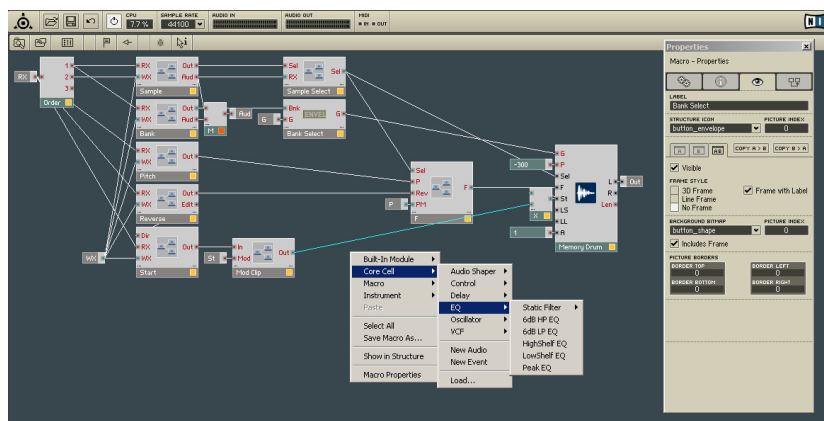 CPU
7.7 %
SAMPLE RATE
44100
AUDIO IN
AUDIO OUT
MIDI
IN OUT
NI
RX
1
2
3
Order
RX Out
WX Aud
Sample
RX Out
WX Aud
Bank
RX
WX Out
Pitch
RX Out
WX Edit
Reverse
Dir
RX Out
WX
Start
WX
M
Aud
G
St
In
Mod Out
Mod Clip
Sel
RX Sel
Sample Select
Bnk
G ENVEL G
Bank Select
P
Sel
P
Rev F
PM
F
-300
X
1
G
P
Sel
F
St
LS
LL
A
L
R
Len
Memory Drum
Out
Built-In Module
Core Cell
Macro
Instrument
Paste
Select All
Save Macro As...
Show in Structure
Macro Properties
Audio Shaper
Control
Delay
EQ
Oscillator
VCF
New Audio
New Event
Load...
Static Filter
6dB HP EQ
6dB LP EQ
HighShelf EQ
LowShelf EQ
Peak EQ
Properties
Macro - Properties
LABEL
Bank Select
STRUCTURE ICON PICTURE INDEX
button_envelope 0
A B AB COPY A > B COPY B > A
Visible
FRAME STYLE
3D Frame Frame with Label
Line Frame
No Frame
BACKGROUND BITMAP PICTURE INDEX
button_shape 0
Includes Frame
PICTURE BORDERS
BORDER TOP BORDER LEFT
0 0
BORDER BOTTOM BORDER RIGHT
0 0